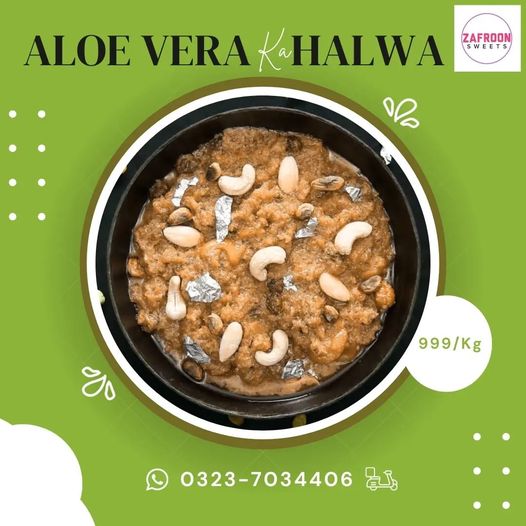 ALOE VERA Ka HALWA
ZAFROON
SWEETS
999/Kg
0323-7034406